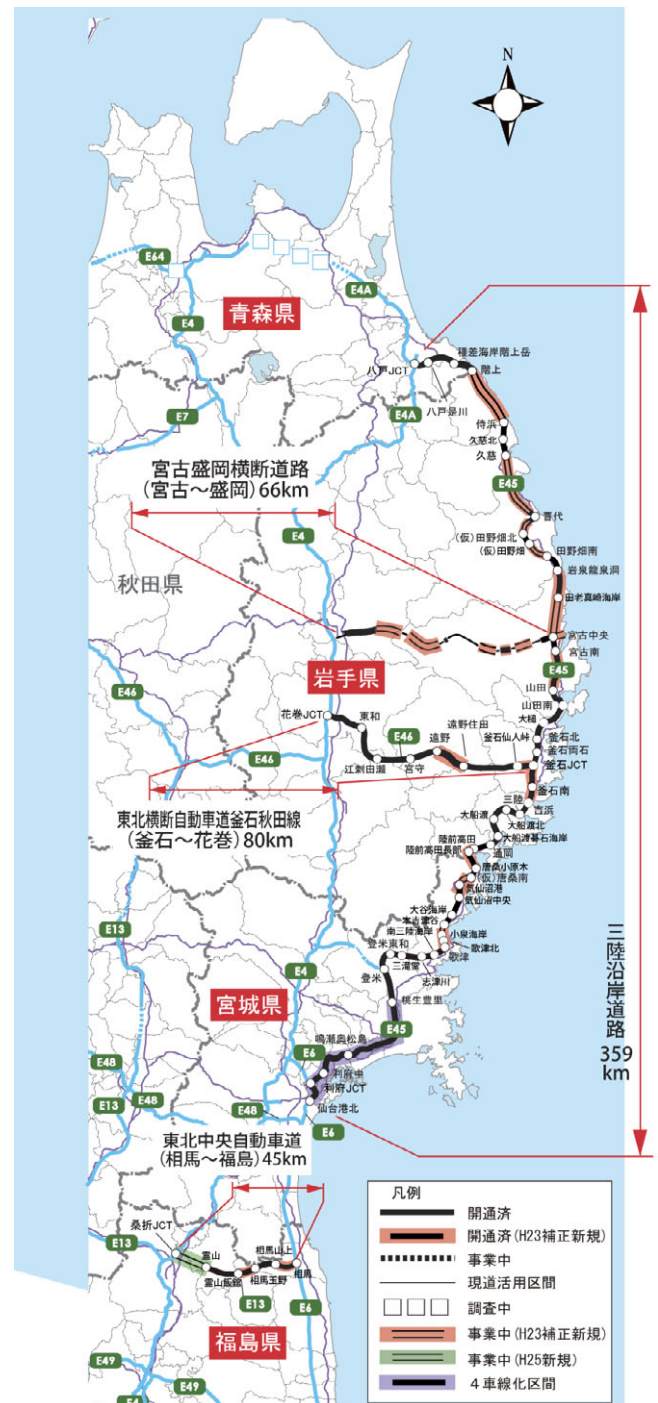 N
E64
E4A
E4
青森県
種差海岸階上岳
八戸JCT
階上
八戸是川
E4A
E7
侍浜
久慈北
久慈
宮古盛岡横断道路
(宮古～盛岡)66km
E45
普代
E4
(仮)田野畑北
(仮)田野畑
田野畑南
岩泉龍泉洞
秋田県
田老真崎海岸
宮古中央
宮古南
岩手県
E45
E46
山田
山田南
花巻JCT
東和
大槌
遠野住田
釜石仙人峠
釜石北
E46
遠野
釜石両石
E46
江刺田瀬
宮守
釜石JCT
釜石南
三陸
吉浜
東北横断自動車道釜石秋田線
(釜石～花巻)80km
大船渡
大船渡北
大船渡碁石海岸
陸前高田
通岡
陸前高田長部
唐桑小原木
(仮)唐桑南
気仙沼港
気仙沼中央
大谷海岸
本吉津谷
E13
南三陸海岸
小泉海岸
登米東和
歌津北
歌津
三滝堂
志津川
E4
登米
三陸沿岸道路
359
km
宮城県
桃生豊里
E45
鳴瀬奥松島
E48
E6
利府中
利府JCT
E13
E48
E48
仙台港北
E6
東北中央自動車道
(相馬～福島)45km
桑折JCT
E13
霊山
相馬山上
霊山飯舘
相馬玉野
相馬
E13
E6
福島県
E49
E49
E4
凡例
開通済
開通済(H23補正新規)
事業中
現道活用区間
調査中
事業中(H23補正新規)
事業中(H25新規)
４車線化区間